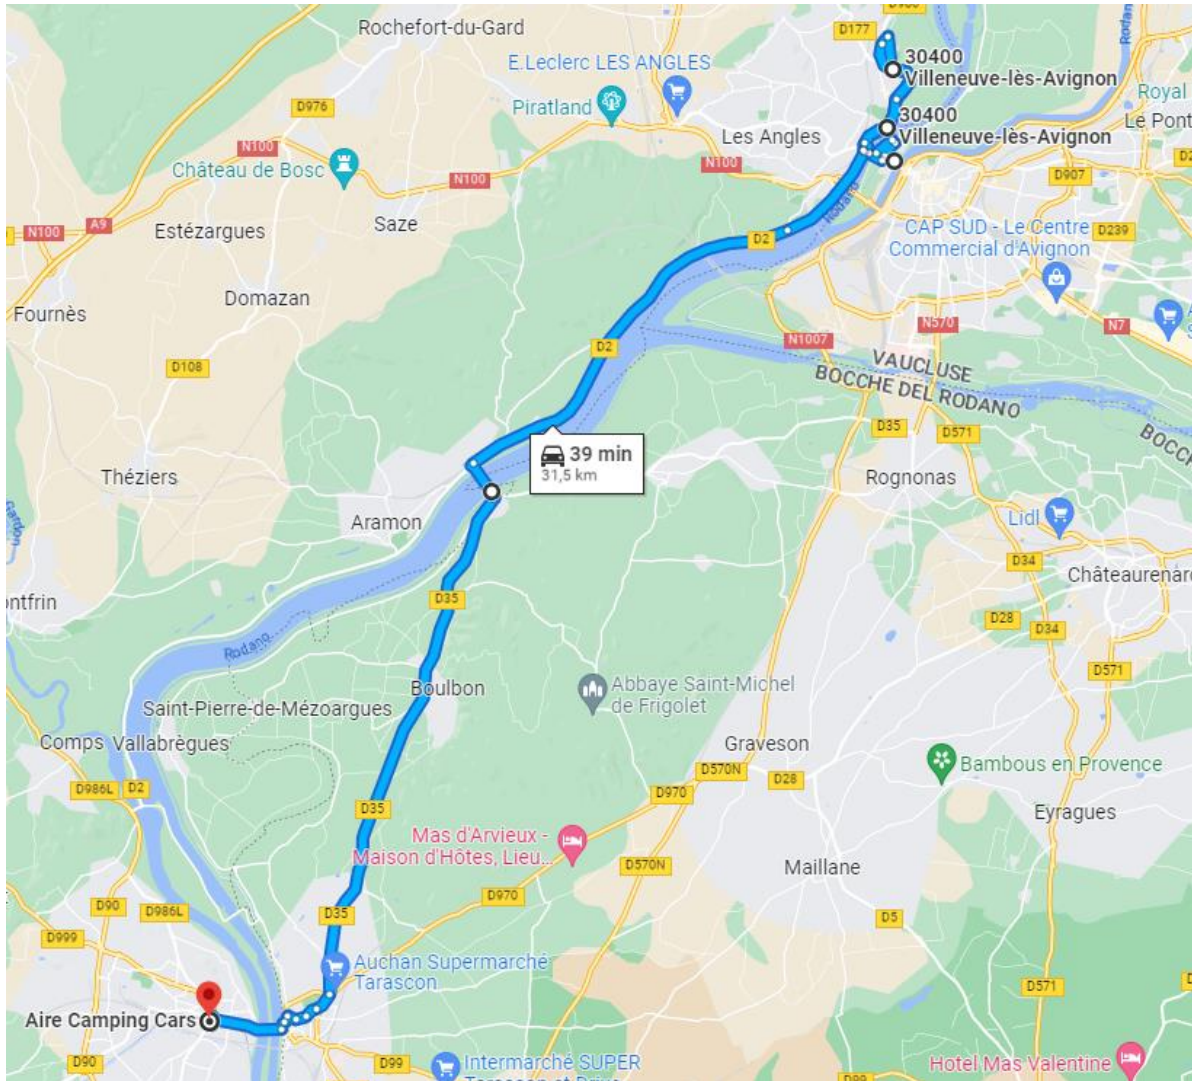 D177
Rochefort-du-Gard
30400
Villeneuve-lès-Avignon
E.Leclerc LES ANGLES
Royal
Piratland
D976
30400
Villeneuve-lès-Avignon
Le Pont
Les Angles
N100
Château de Bosc
N100
N100
D907
Saze
Rodano
N100
A9
Estézargues
D2
CAP SUD - Le Centre
Commercial d'Avignon
D239
Domazan
Fournès
N570
N7
D2
N1007
D108
VAUCLUSE
BOCCHE DEL RODANO
D35
D571
39 min
31,5 km
Théziers
Rognonas
Aramon
Lidl
D34
Châteaurenard
D35
D28
D34
Rodano
D571
Boulbon
Abbaye Saint-Michel
de Frigolet
Saint-Pierre-de-Mézoargues
Comps
Vallabrègues
Graveson
D570N
D28
Bambous en Provence
D986L
D2
D970
D35
Eyragues
Mas d'Arvieux -
Maison d'Hôtes, Lieu...
D570N
Maillane
D970
D90
D986L
D35
D5
D999
Auchan Supermarché
Tarascon
D571
Aire Camping Cars
D90
D99
Intermarché SUPER
Hotel Mas Valentine